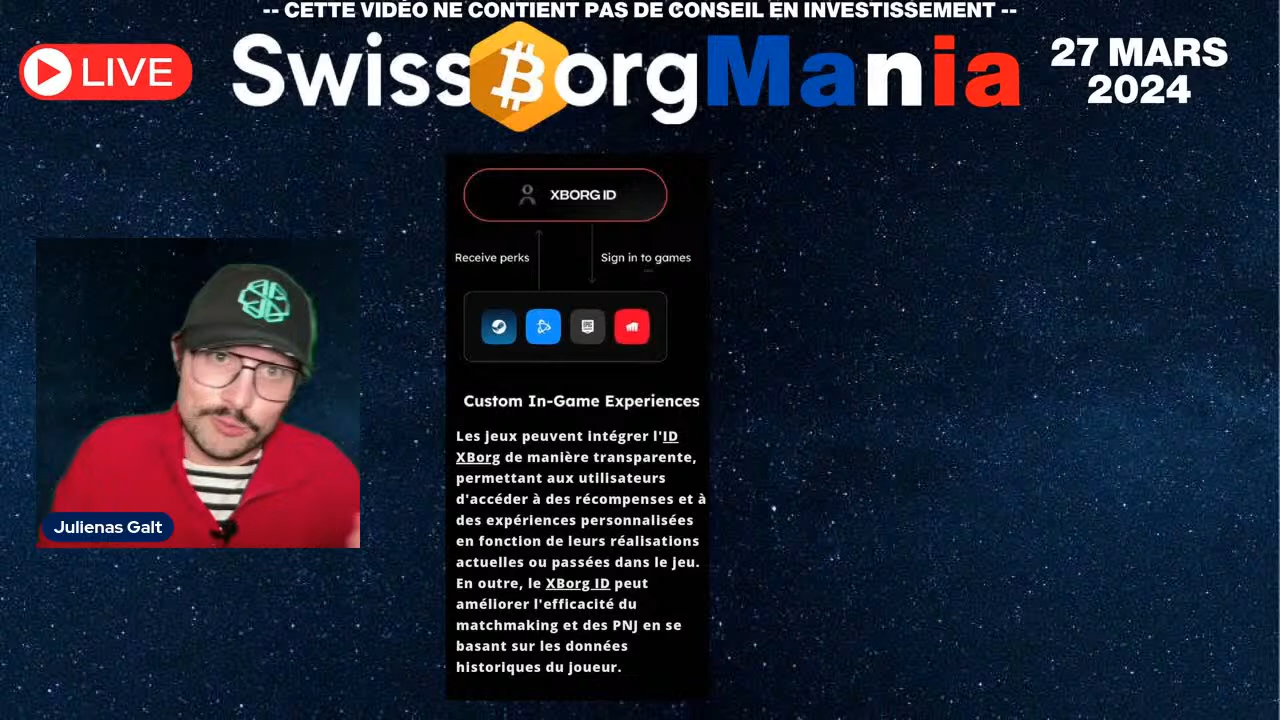 -- CETTE VIDÉO NE CONTIENT PAS DE CONSEIL EN INVESTISSEMENT --
LIVE
SwissBorgMania
27 MARS
2024
XBORG ID
Receive perks
Sign in to games
Custom In-Game Experiences
Les jeux peuvent intégrer l'ID
XBorg de manière transparente,
permettant aux utilisateurs
d'accéder à des récompenses et à
des expériences personnalisées
en fonction de leurs réalisations
actuelles ou passées dans le jeu.
En outre, le XBorg ID peut
améliorer l'efficacité du
matchmaking et des PNJ en se
basant sur les données
historiques du joueur.
Julienas Galt